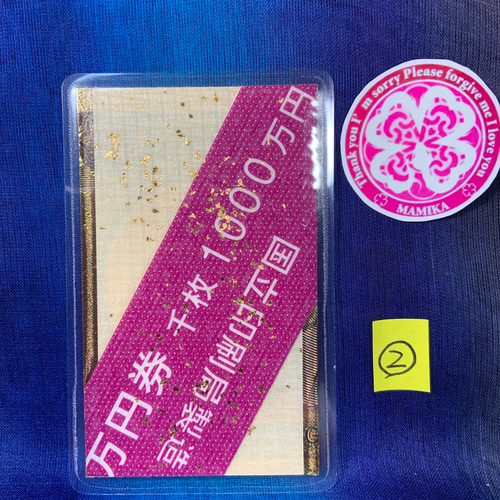 万円券 千枚 1000万円
Thank you I'm sorry Please forgive me I love you
MAMIKA
2